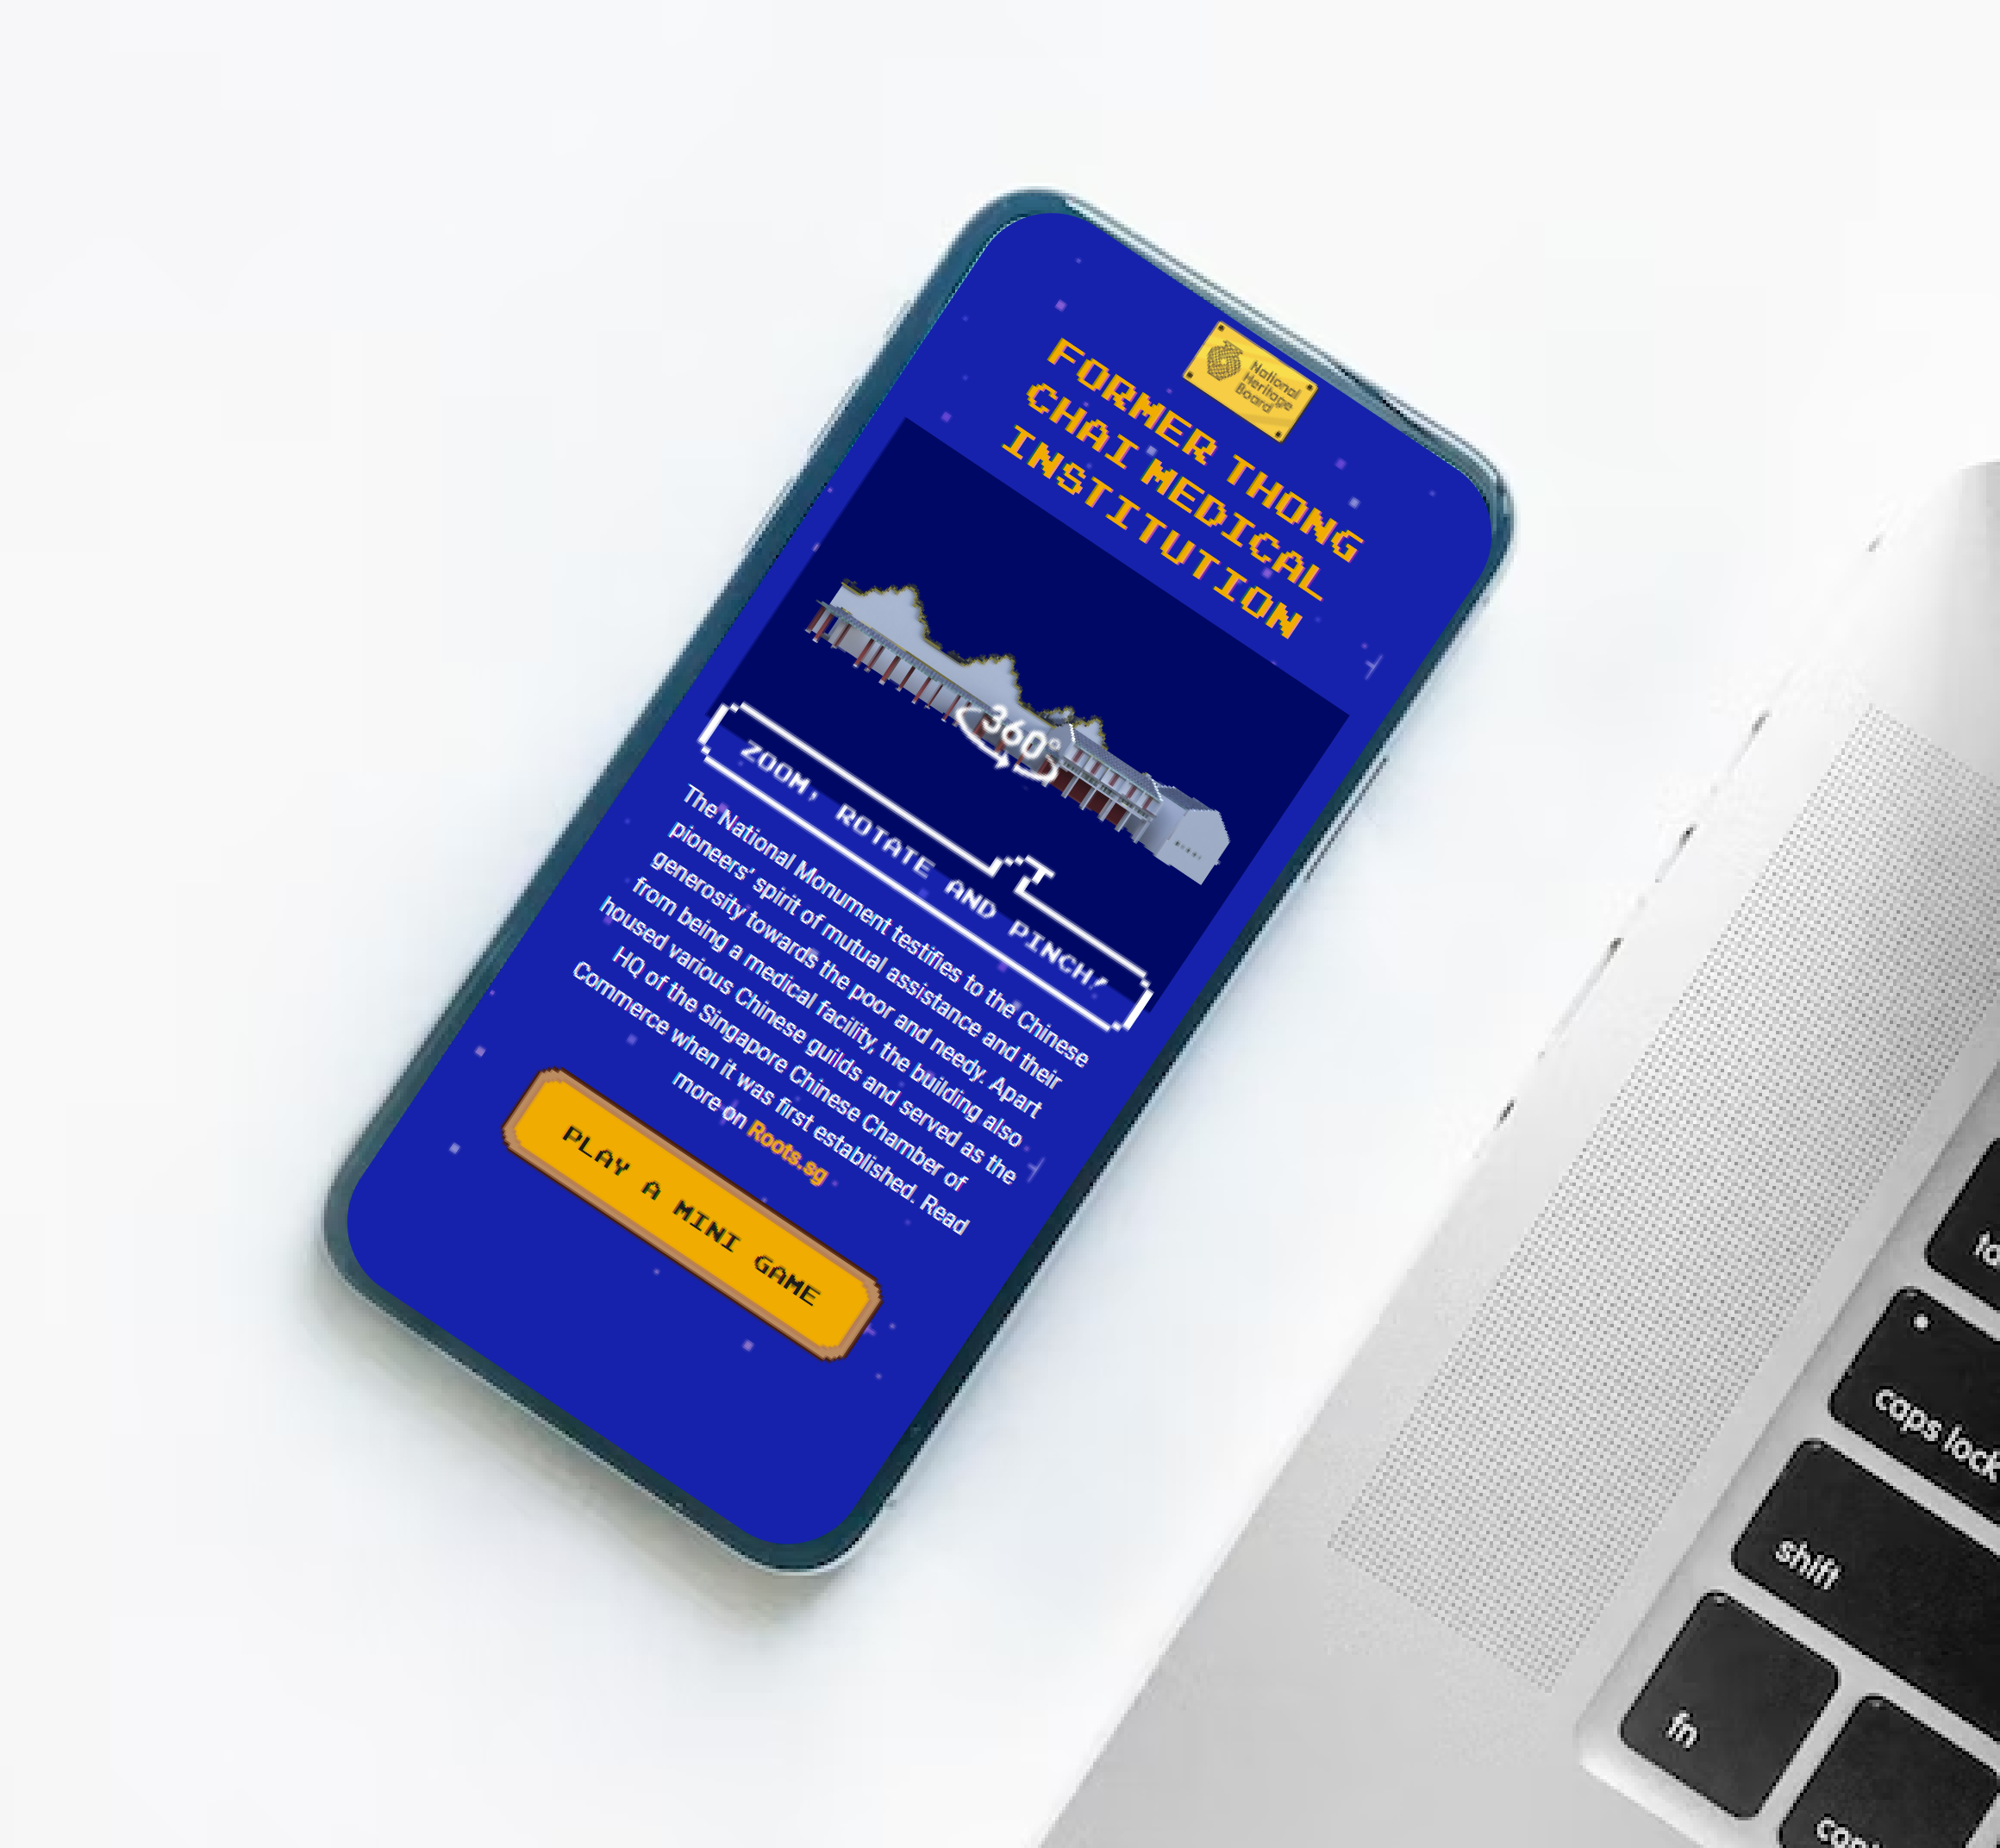 National
Heritage
Board
FORMER THONG
CHAI MEDICAL
INSTITUTION
360°
ZOOM, ROTATE AND PINCH!
The National Monument testifies to the Chinese
pioneers' spirit of mutual assistance and their
generosity towards the poor and needy. Apart
from being a medical facility, the building also
housed various Chinese guilds and served as the
HQ of the Singapore Chinese Chamber of
Commerce when it was first established. Read
more on Roots.sg
PLAY A MINI GAME
caps lock
shift
fn